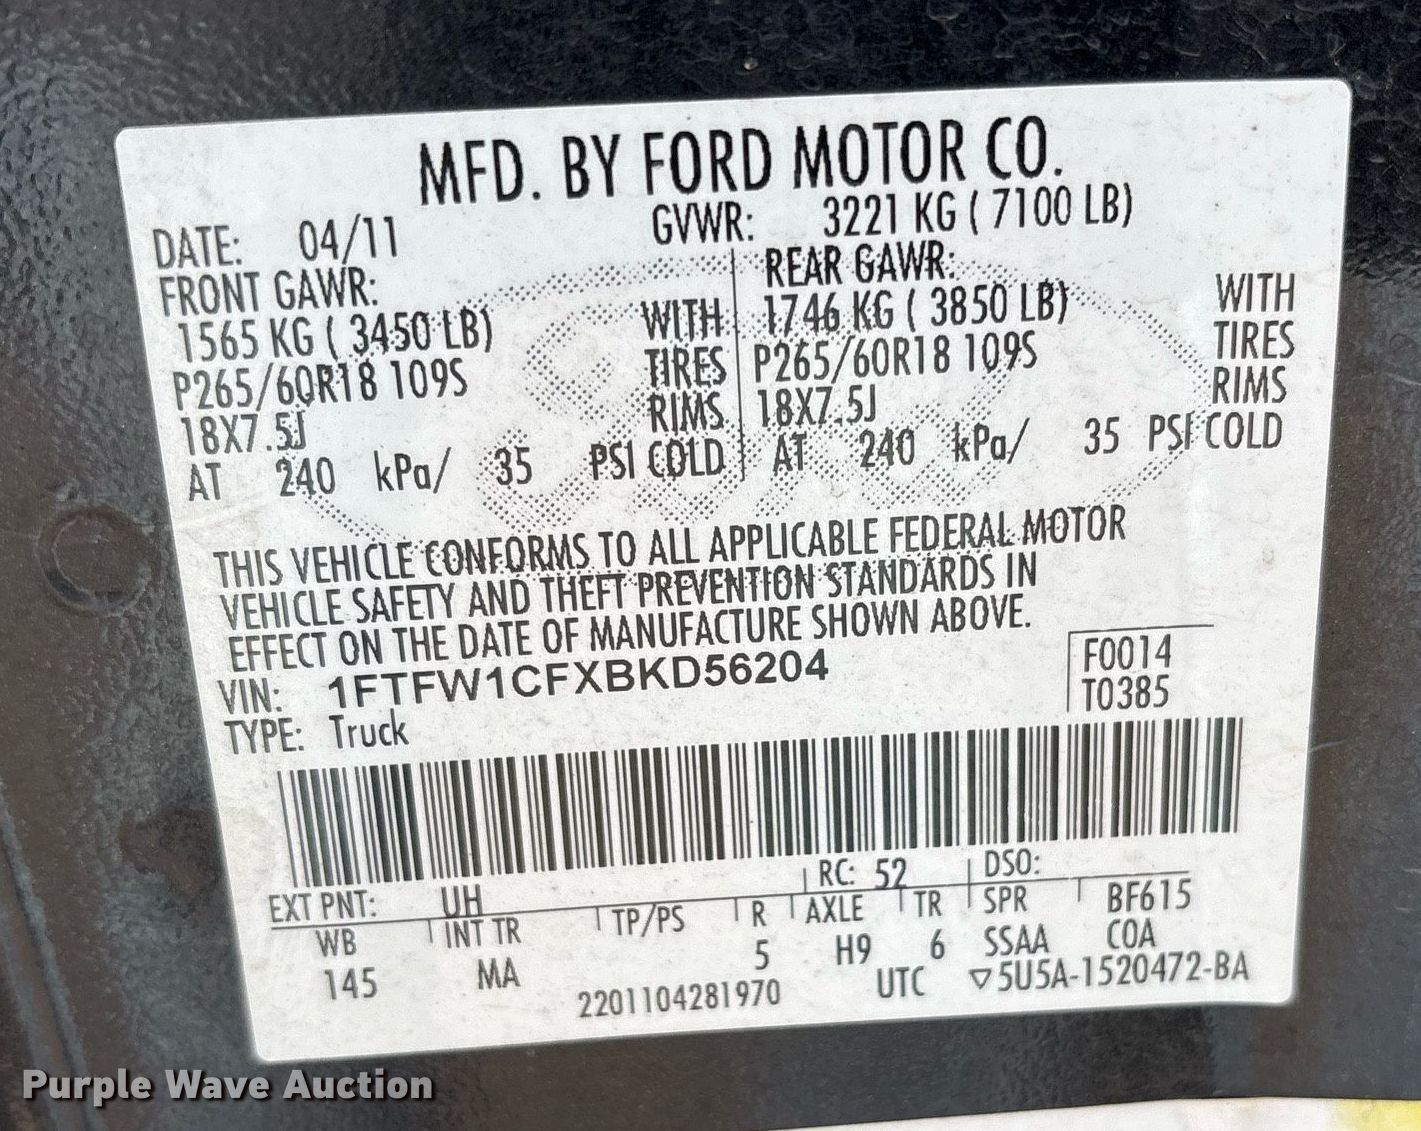 MFD. BY FORD MOTOR CO.
DATE: 04/11 GVWR: 3221 KG ( 7100 LB)
FRONT GAWR: REAR GAWR:
1565 KG ( 3450 LB) WITH 1746 KG ( 3850 LB) WITH
P265/60R18 109S TIRES P265/60R18 109S TIRES
18X7.5J RIMS 18X7.5J RIMS
AT 240 kPa/ 35 PSI COLD AT 240 kPa/ 35 PSI COLD
THIS VEHICLE CONFORMS TO ALL APPLICABLE FEDERAL MOTOR
VEHICLE SAFETY AND THEFT PREVENTION STANDARDS IN
EFFECT ON THE DATE OF MANUFACTURE SHOWN ABOVE.
VIN: 1FTFW1CFXBKD56204 F0014
TYPE: Truck T0385
EXT PNT: UH RC: 52 DSO:
WB INT TR TP/PS R AXLE TR SPR BF615
145 MA 5 H9 6 SSAA COA
2201104281970 UTC ▽5U5A-1520472-BA
Purple Wave Auction